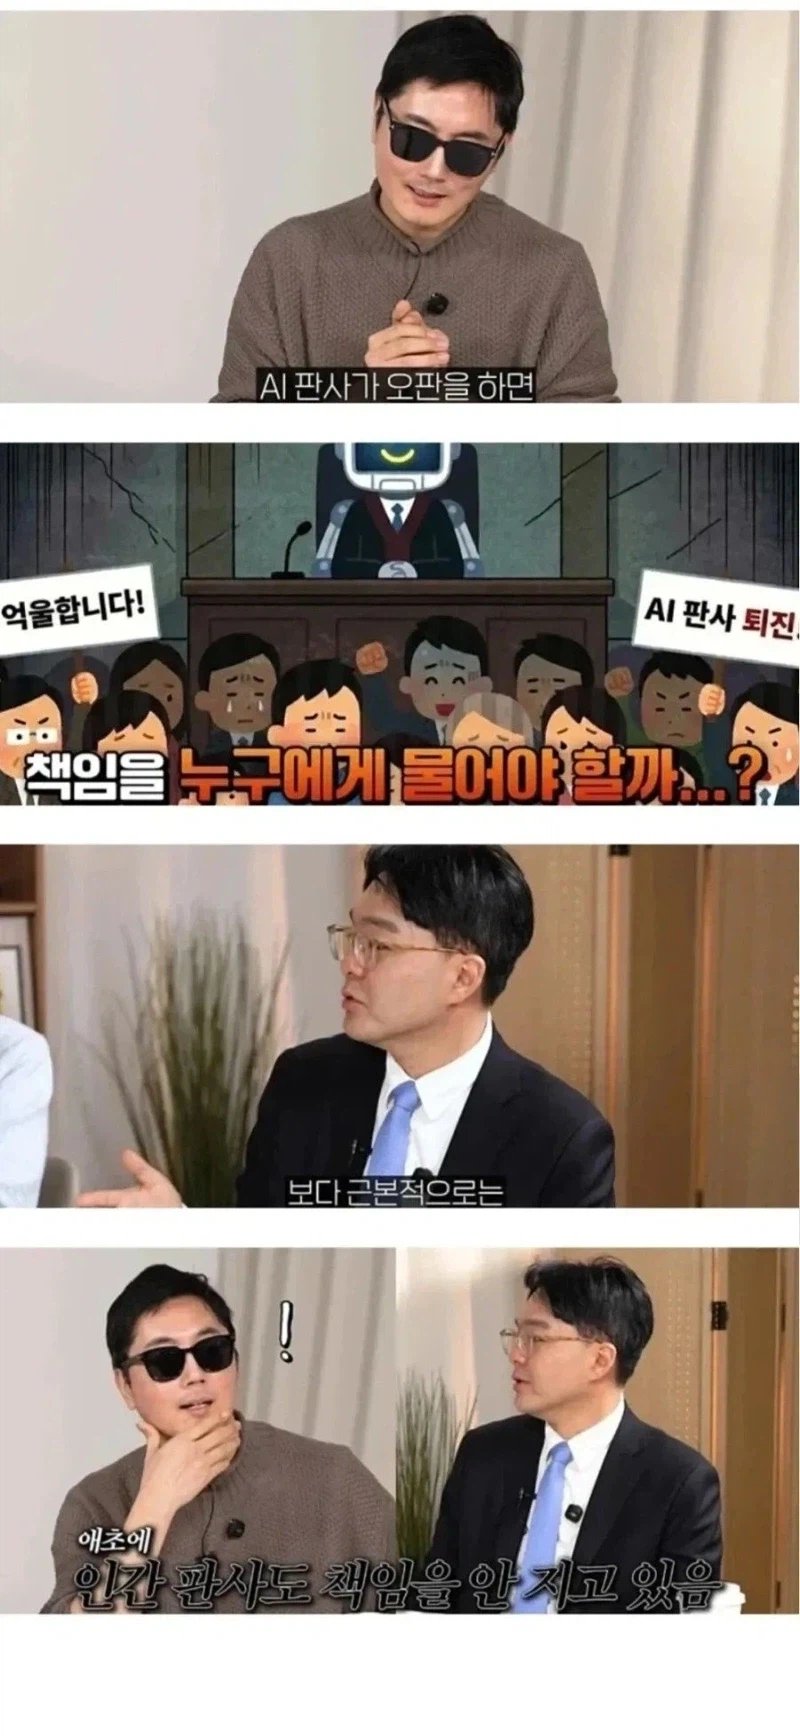 AI 판사가 오판을 하면
억울합니다!
AI 판사 퇴진
책임을 누구에게 물어야 할까...?
보다 근본적으로는
!
애초에
인간 판사도 책임을 안 지고 있음